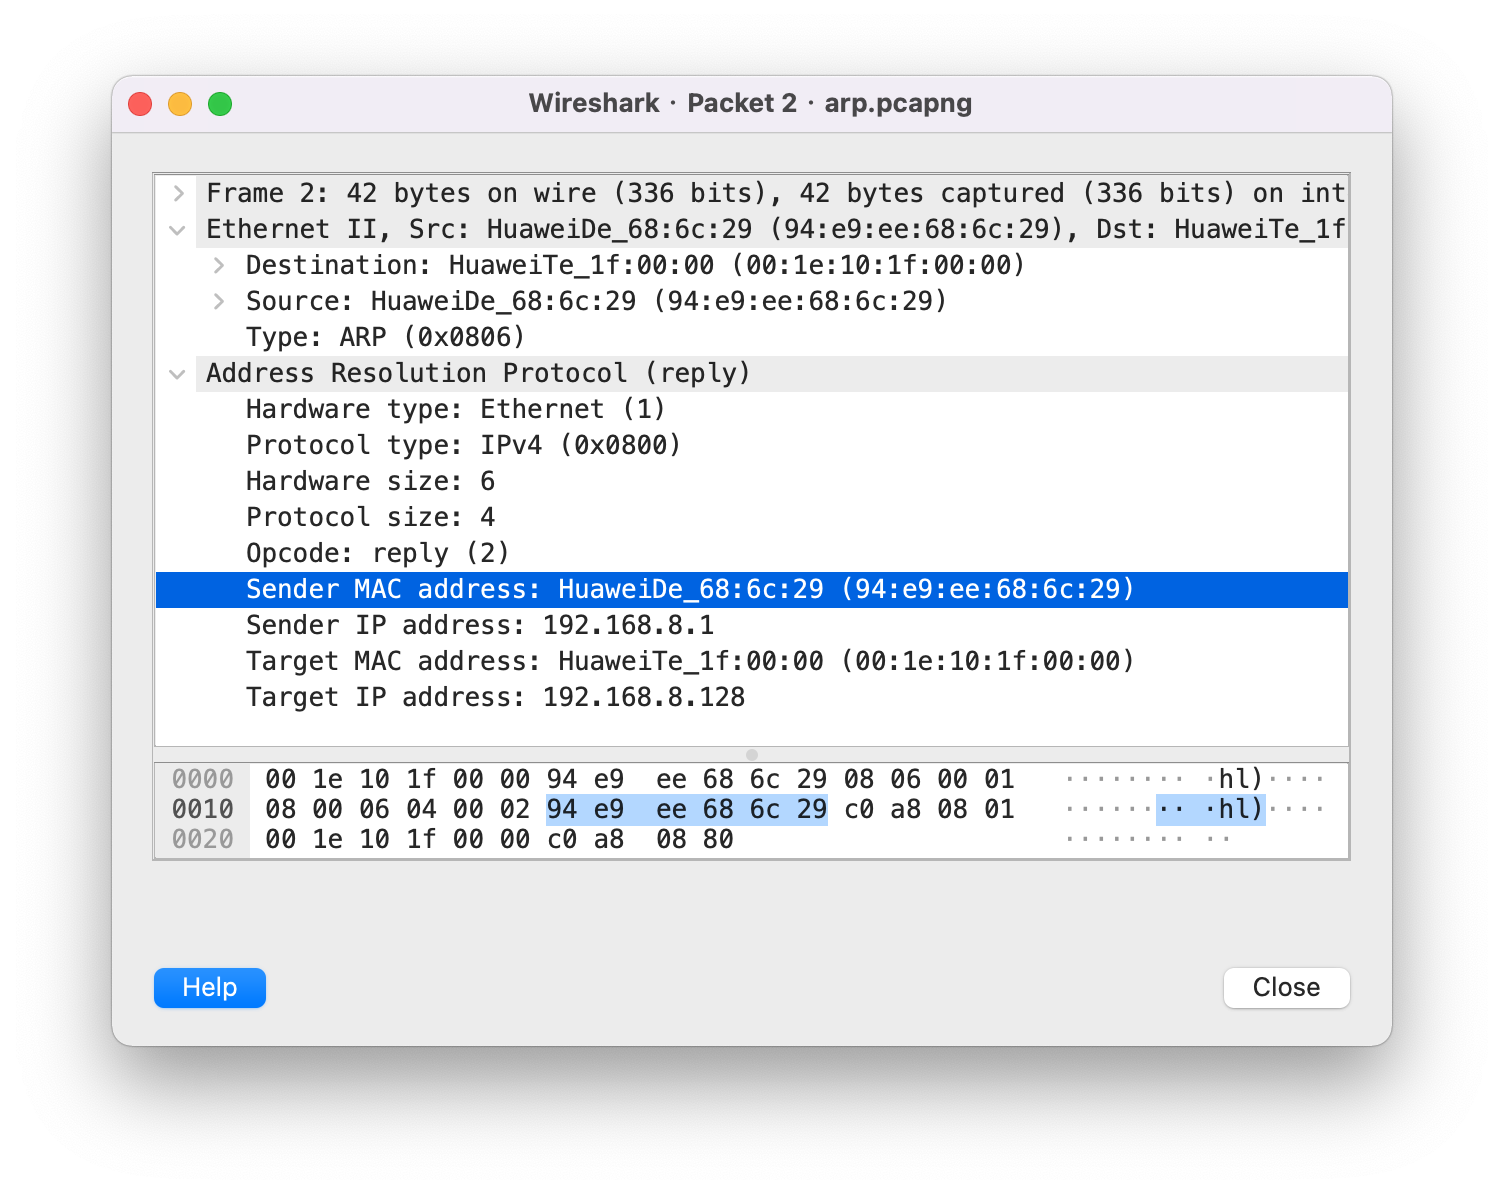 Wireshark · Packet 2 · arp.pcapng
Frame 2: 42 bytes on wire (336 bits), 42 bytes captured (336 bits) on int
Ethernet II, Src: HuaweiDe_68:6c:29 (94:e9:ee:68:6c:29), Dst: HuaweiTe_1f
Destination: HuaweiTe_1f:00:00 (00:1e:10:1f:00:00)
Source: HuaweiDe_68:6c:29 (94:e9:ee:68:6c:29)
Type: ARP (0x0806)
Address Resolution Protocol (reply)
Hardware type: Ethernet (1)
Protocol type: IPv4 (0x0800)
Hardware size: 6
Protocol size: 4
Opcode: reply (2)
Sender MAC address: HuaweiDe_68:6c:29 (94:e9:ee:68:6c:29)
Sender IP address: 192.168.8.1
Target MAC address: HuaweiTe_1f:00:00 (00:1e:10:1f:00:00)
Target IP address: 192.168.8.128
0000 00 1e 10 1f 00 00 94 e9 ee 68 6c 29 08 06 00 01 ········ ·hl)····
0010 08 00 06 04 00 02 94 e9 ee 68 6c 29 c0 a8 08 01 ········ ·hl)····
0020 00 1e 10 1f 00 00 c0 a8 08 80 ········ ··
Help Close